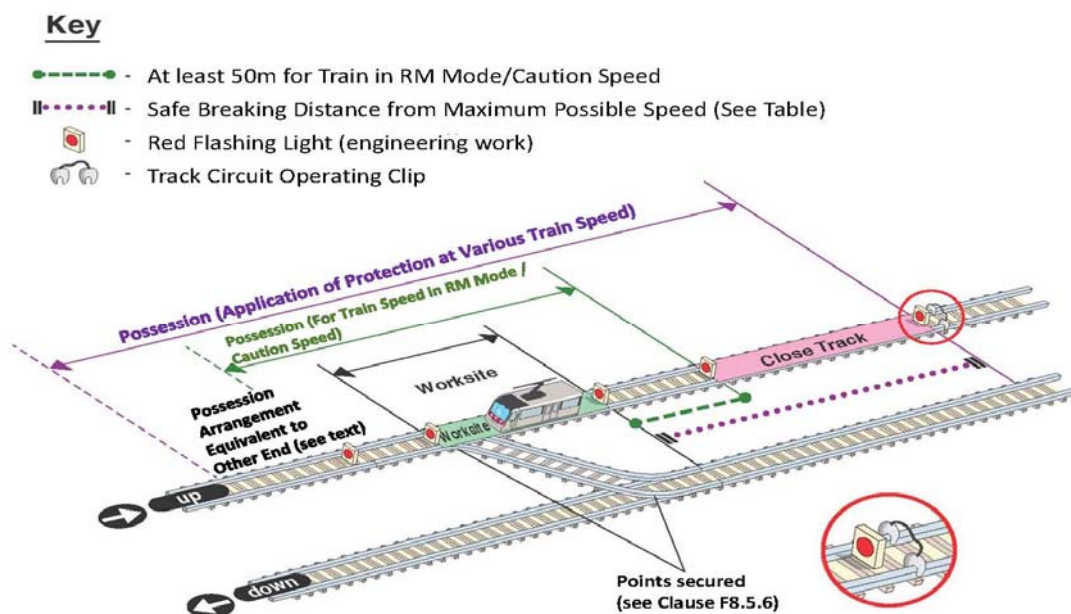 Key
- At least 50m for Train in RM Mode/Caution Speed
- Safe Breaking Distance from Maximum Possible Speed (See Table)
- Red Flashing Light (engineering work)
- Track Circuit Operating Clip
Possession (Application of Protection at Various Train Speed)
Possession (For Train Speed in RM Mode /
Caution Speed)
Worksite
Close Track
Possession
Arrangement
Equivalent to
Other End (see text)
Worksite
up
down
Points secured
(see Clause F8.5.6)